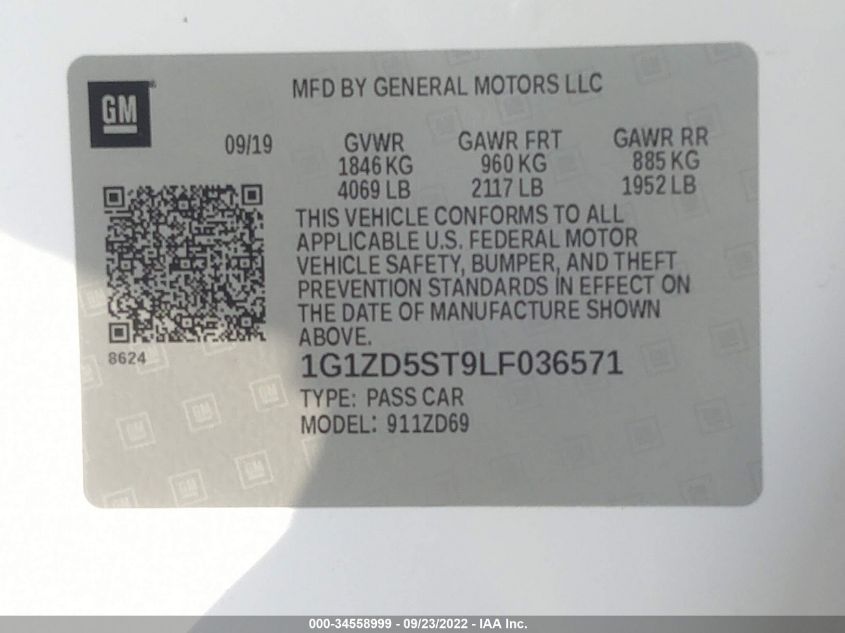 GM
MFD BY GENERAL MOTORS LLC
09/19 GVWR GAWR FRT GAWR RR
1846 KG 960 KG 885 KG
4069 LB 2117 LB 1952 LB
THIS VEHICLE CONFORMS TO ALL
APPLICABLE U.S. FEDERAL MOTOR
VEHICLE SAFETY, BUMPER, AND THEFT
PREVENTION STANDARDS IN EFFECT ON
THE DATE OF MANUFACTURE SHOWN
ABOVE.
8624
1G1ZD5ST9LF036571
TYPE: PASS CAR
MODEL: 911ZD69
000-34558999 - 09/23/2022 - IAA Inc.